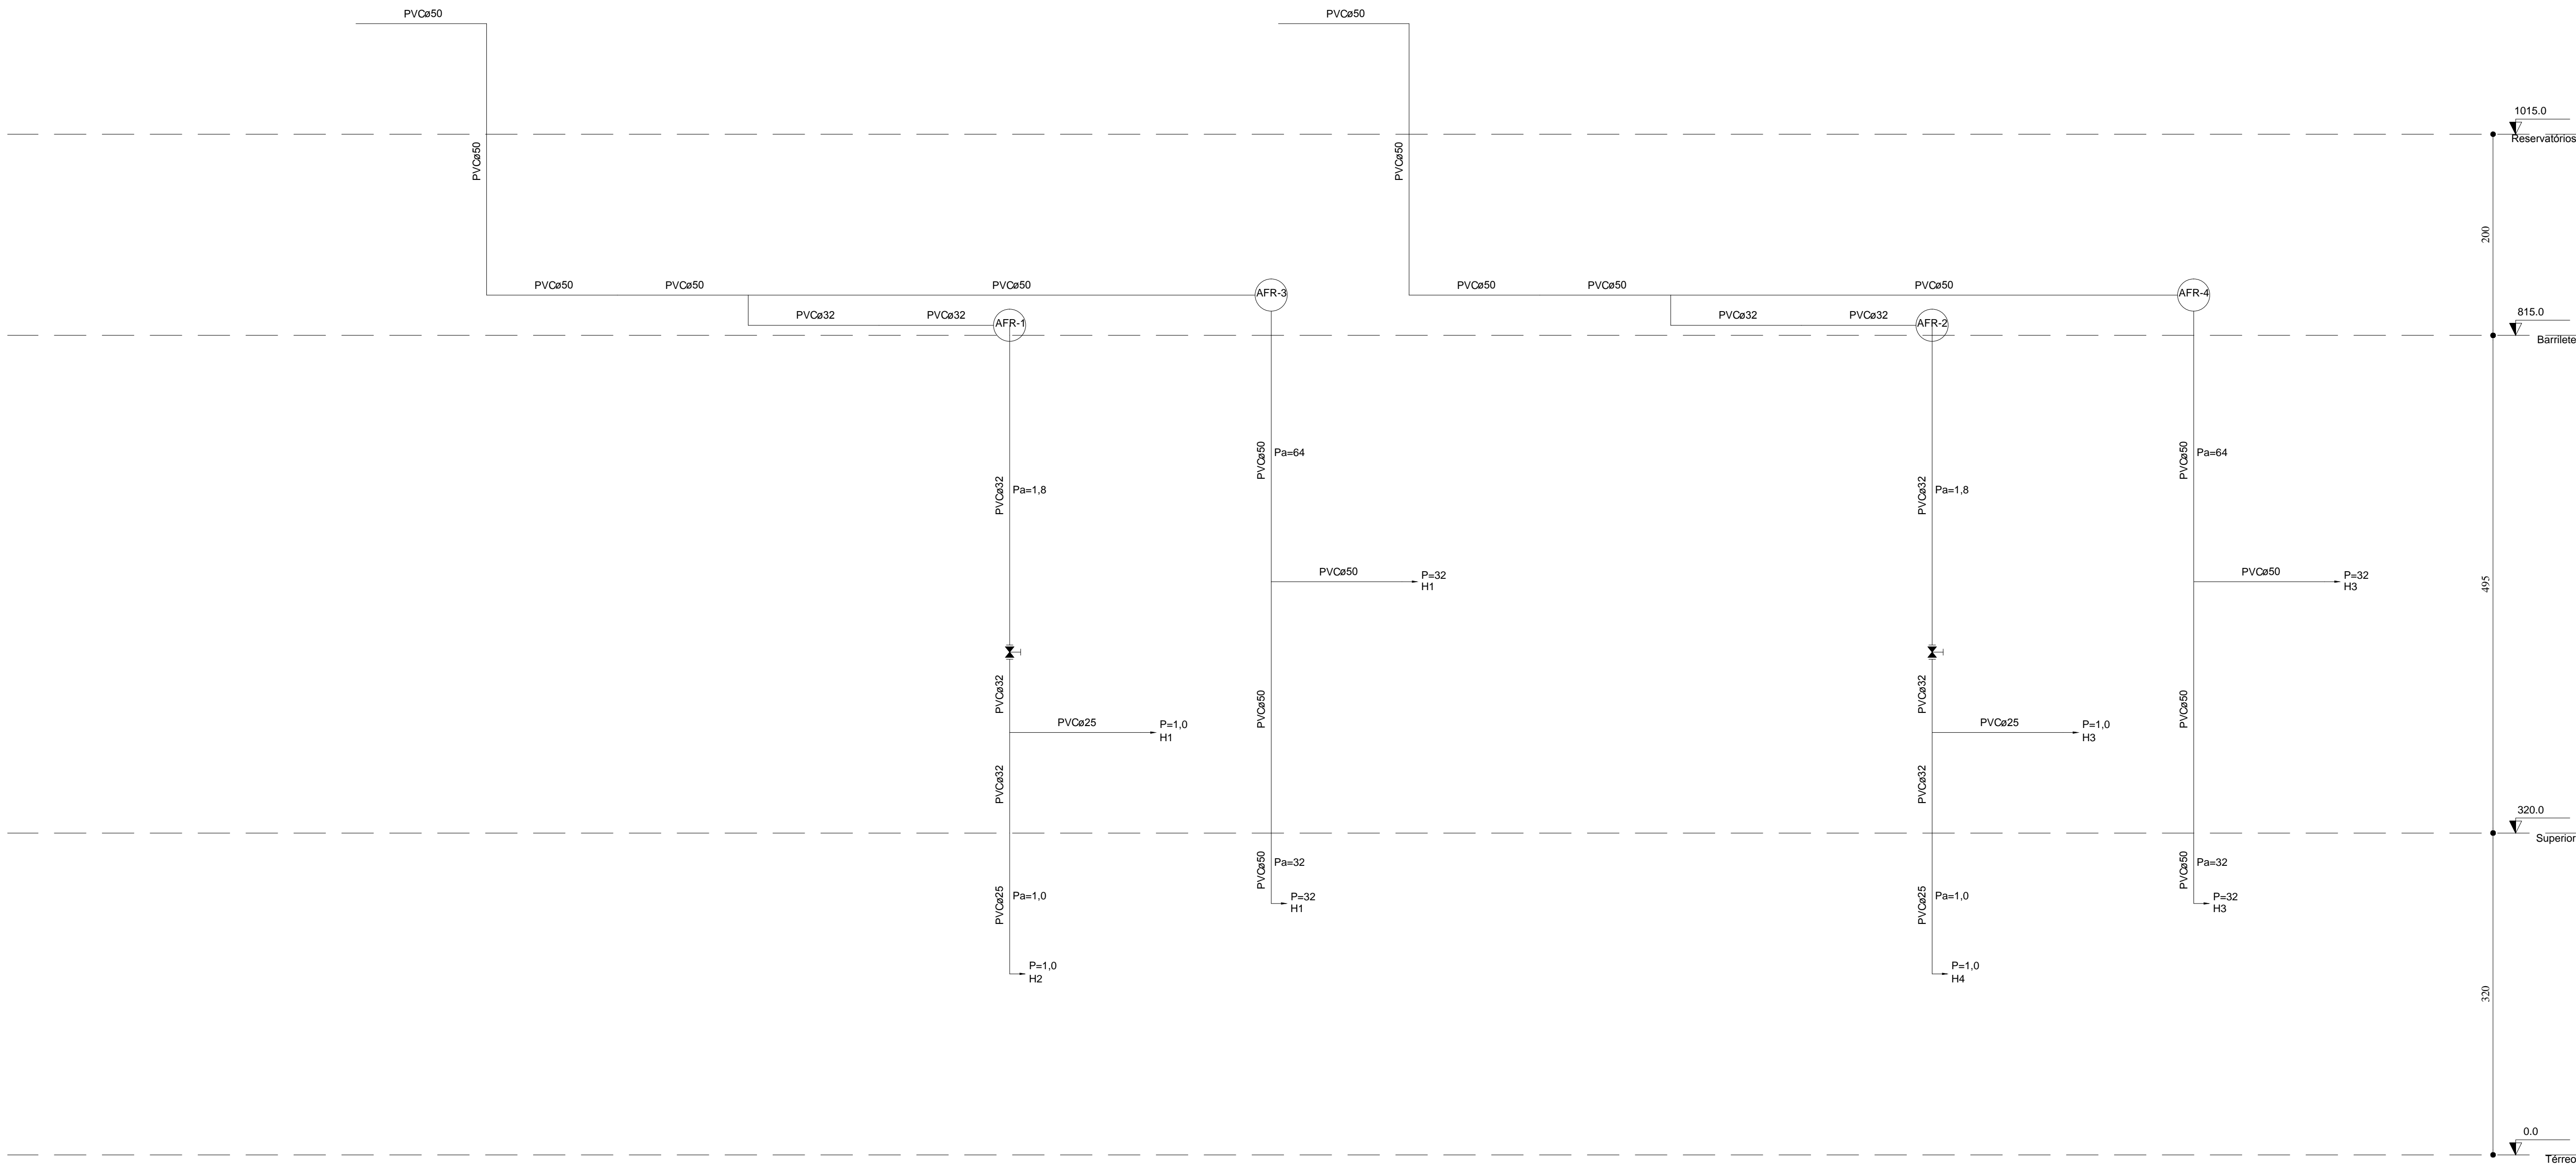 PVCø50
PVCø50
1015.0
Reservatórios
PVCø50
PVCø50
200
PVCø50
PVCø50
PVCø50
AFR-3
PVCø50
PVCø50
PVCø50
AFR-4
PVCø32
PVCø32
AFR-1
PVCø32
PVCø32
AFR-2
815.0
Barrilete
PVCø50
Pa=64
PVCø50
Pa=64
PVCø32
Pa=1,8
PVCø32
Pa=1,8
PVCø50
P=32
H1
PVCø50
P=32
H3
495
PVCø32
PVCø50
PVCø32
PVCø50
PVCø25
P=1,0
H1
PVCø25
P=1,0
H3
PVCø32
PVCø32
320.0
Superior
PVCø50
Pa=32
PVCø50
Pa=32
PVCø25
Pa=1,0
P=32
H1
PVCø25
Pa=1,0
P=32
H3
P=1,0
H2
P=1,0
H4
320
0.0
Térreo